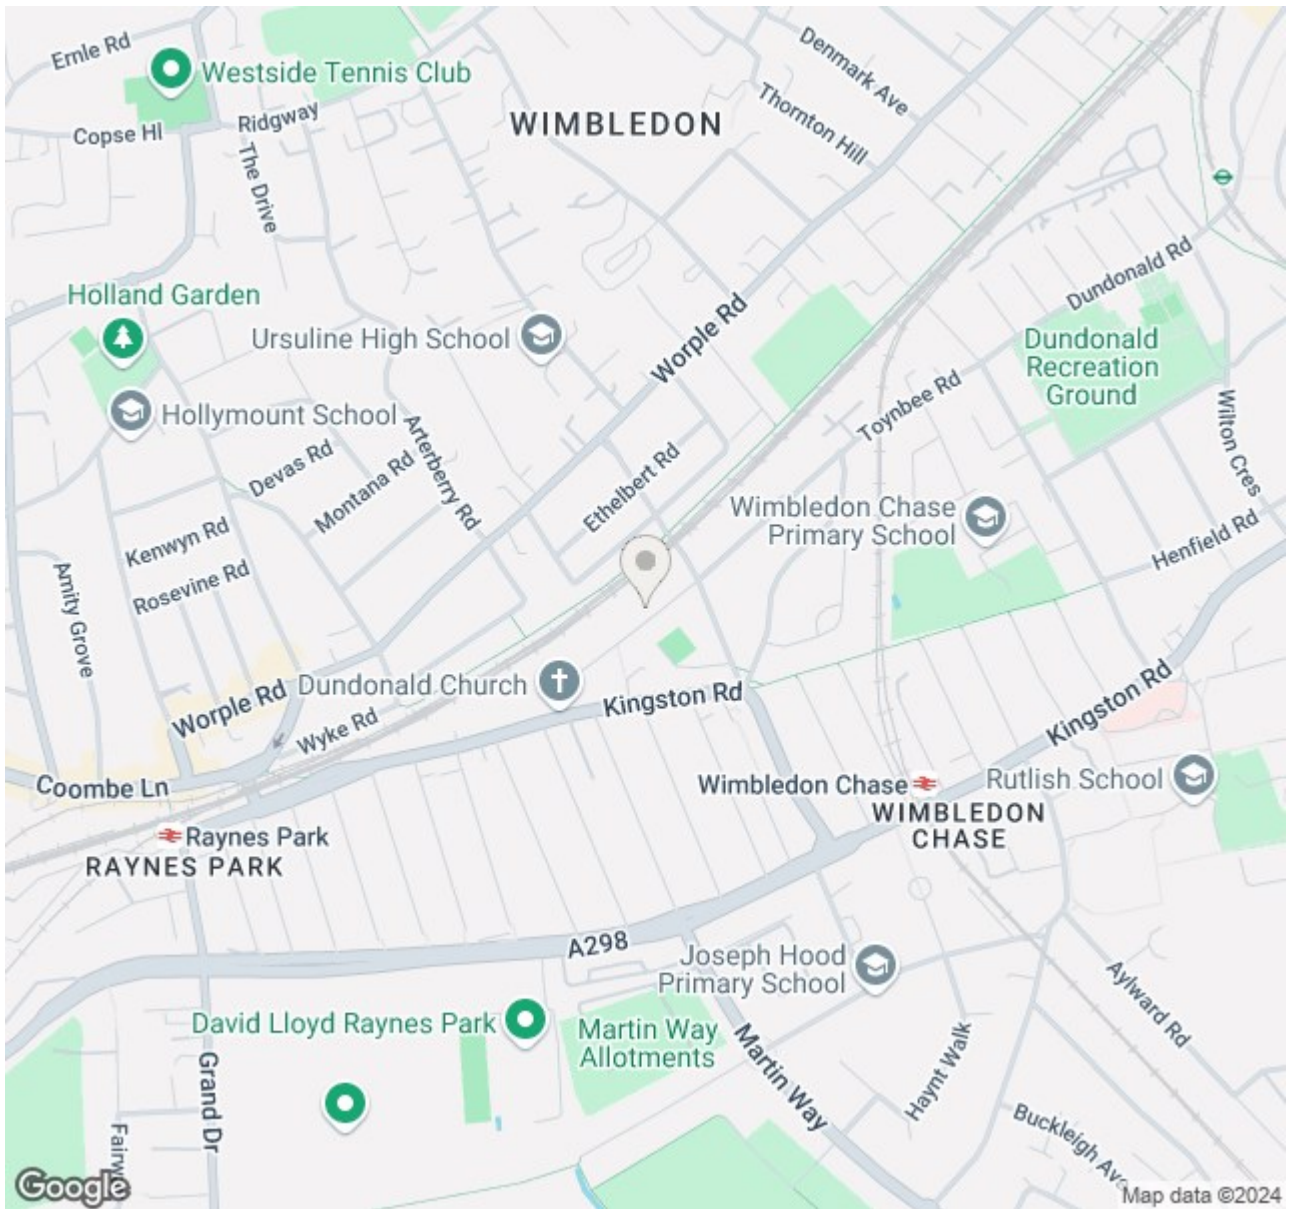 Ernle Rd
Westside Tennis Club
Denmark Ave
Copse Hl
Ridgway
WIMBLEDON
Thornton Hill
The Drive
Dundonald Rd
Holland Garden
Ursuline High School
Worple Rd
Dundonald
Recreation
Ground
Hollymount School
Toynbee Rd
Wilton Cres
Arterberry Rd
Devas Rd
Montana Rd
Ethelbert Rd
Wimbledon Chase
Primary School
Kenwyn Rd
Henfield Rd
Rosevine Rd
Amity Grove
Dundonald Church
Kingston Rd
Worple Rd
Wyke Rd
Kingston Rd
Coombe Ln
Wimbledon Chase
Rutlish School
WIMBLEDON
CHASE
Raynes Park
RAYNES PARK
A298
Joseph Hood
Primary School
Aylward Rd
David Lloyd Raynes Park
Martin Way
Allotments
Martin Way
Haynt Walk
Grand Dr
Buckleigh Ave
Fairw
Google
Map data ©2024